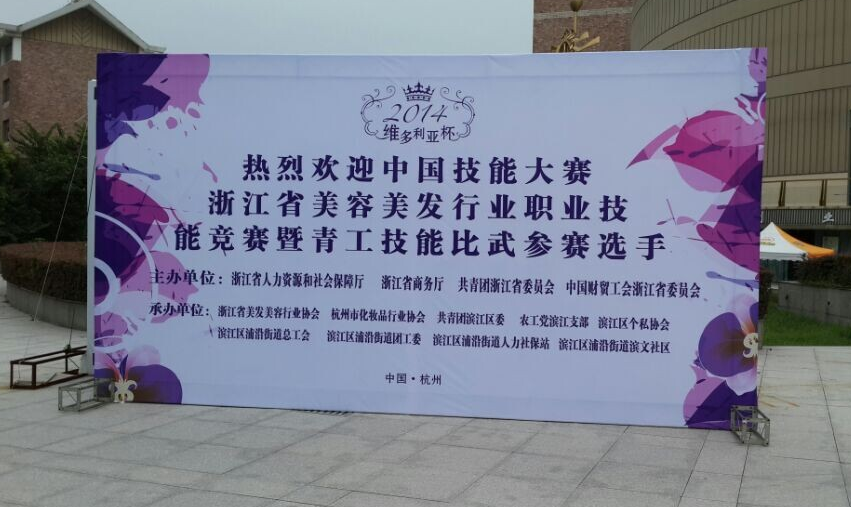 2014
维多利亚杯
热烈欢迎中国技能大赛
浙江省美容美发行业职业技
能竞赛暨青工技能比武参赛选手
主办单位：浙江省人力资源和社会保障厅 浙江省商务厅 共青团浙江省委员会 中国财贸工会浙江省委员会
承办单位：浙江省美发美容行业协会 杭州市化妆品行业协会 共青团滨江区委 农工党滨江支部 滨江区个私协会
滨江区浦沿街道总工会 滨江区浦沿街道团工委 滨江区浦沿街道人力社保站 滨江区浦沿街道滨文社区
中国·杭州